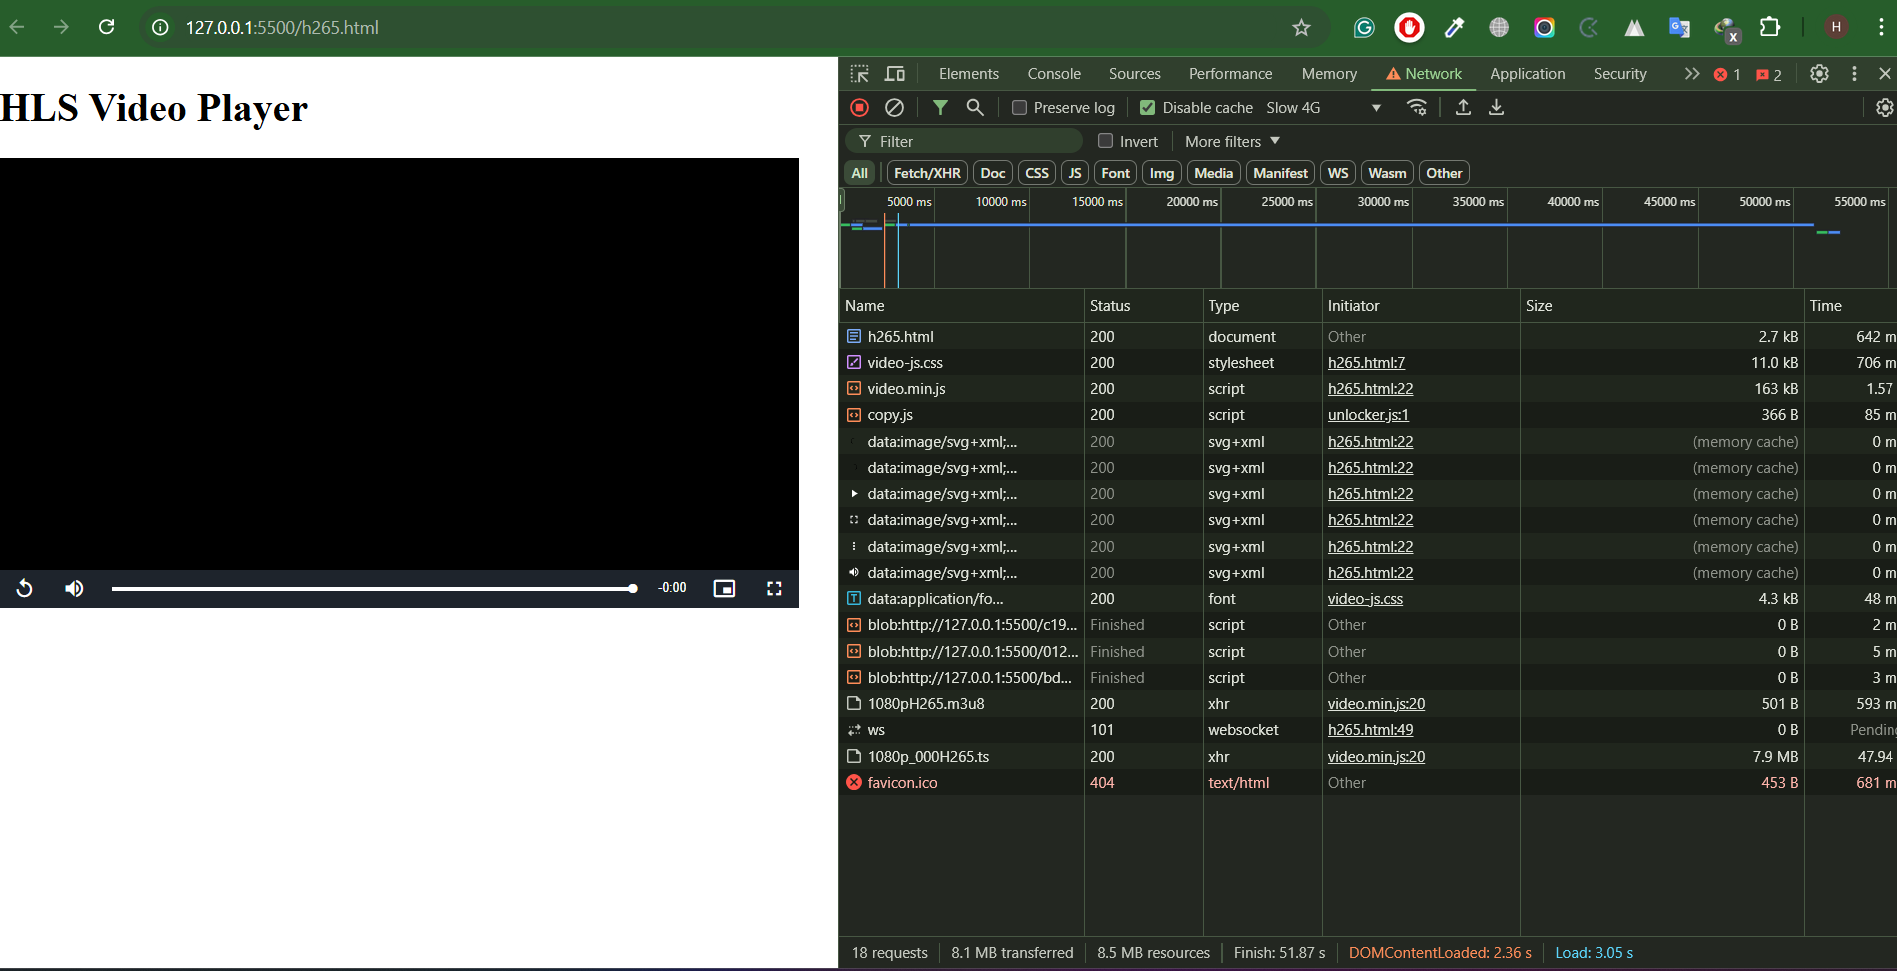 127.0.0.1:5500/h265.html
H
HLS Video Player
-0:00
Elements Console Sources Performance Memory Network Application Security 1 2
Preserve log Disable cache Slow 4G
Filter Invert More filters
All Fetch/XHR Doc CSS JS Font Img Media Manifest WS Wasm Other
5000 ms 10000 ms 15000 ms 20000 ms 25000 ms 30000 ms 35000 ms 40000 ms 45000 ms 50000 ms 55000 ms
Name Status Type Initiator Size Time
h265.html 200 document Other 2.7 kB 642 m
video-js.css 200 stylesheet h265.html:7 11.0 kB 706 m
video.min.js 200 script h265.html:22 163 kB 1.57
copy.js 200 script unlocker.js:1 366 B 85 m
data:image/svg+xml;... 200 svg+xml h265.html:22 (memory cache) 0 m
data:image/svg+xml;... 200 svg+xml h265.html:22 (memory cache) 0 m
data:image/svg+xml;... 200 svg+xml h265.html:22 (memory cache) 0 m
data:image/svg+xml;... 200 svg+xml h265.html:22 (memory cache) 0 m
data:image/svg+xml;... 200 svg+xml h265.html:22 (memory cache) 0 m
data:image/svg+xml;... 200 svg+xml h265.html:22 (memory cache) 0 m
data:application/fo... 200 font video-js.css 4.3 kB 48 m
blob:http://127.0.0.1:5500/c19... Finished script Other 0 B 2 m
blob:http://127.0.0.1:5500/012... Finished script Other 0 B 5 m
blob:http://127.0.0.1:5500/bd... Finished script Other 0 B 3 m
1080pH265.m3u8 200 xhr video.min.js:20 501 B 593 m
ws 101 websocket h265.html:49 0 B Pending
1080p_000H265.ts 200 xhr video.min.js:20 7.9 MB 47.94
favicon.ico 404 text/html Other 453 B 681 m
18 requests 8.1 MB transferred 8.5 MB resources Finish: 51.87 s DOMContentLoaded: 2.36 s Load: 3.05 s